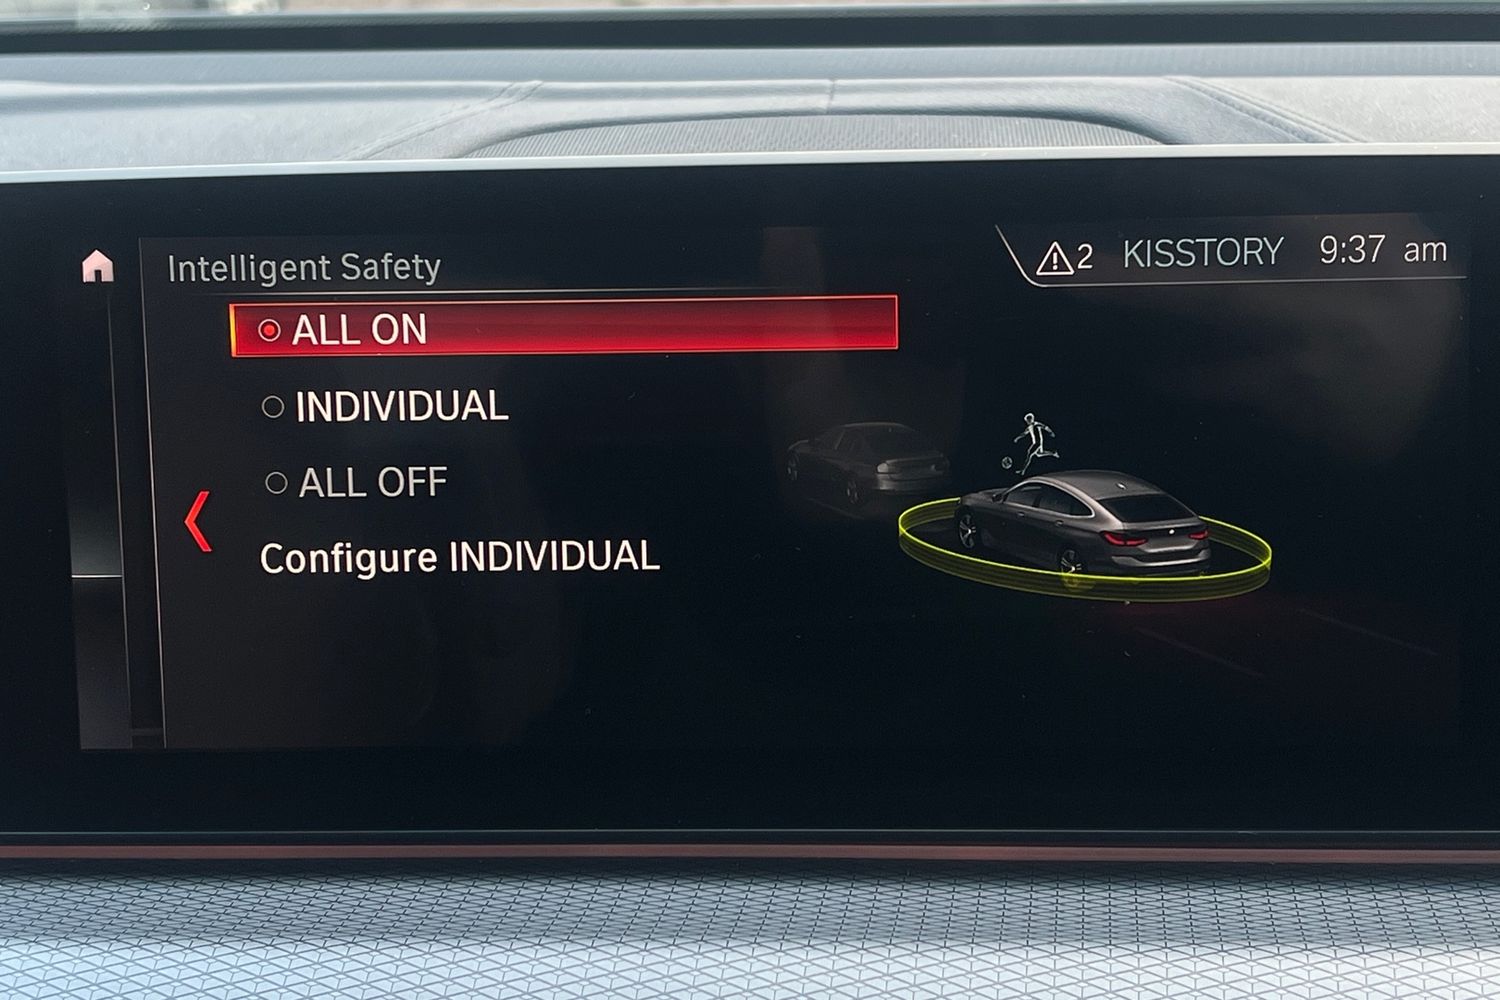 Intelligent Safety
2 KISSTORY 9:37 am
ALL ON
INDIVIDUAL
ALL OFF
Configure INDIVIDUAL